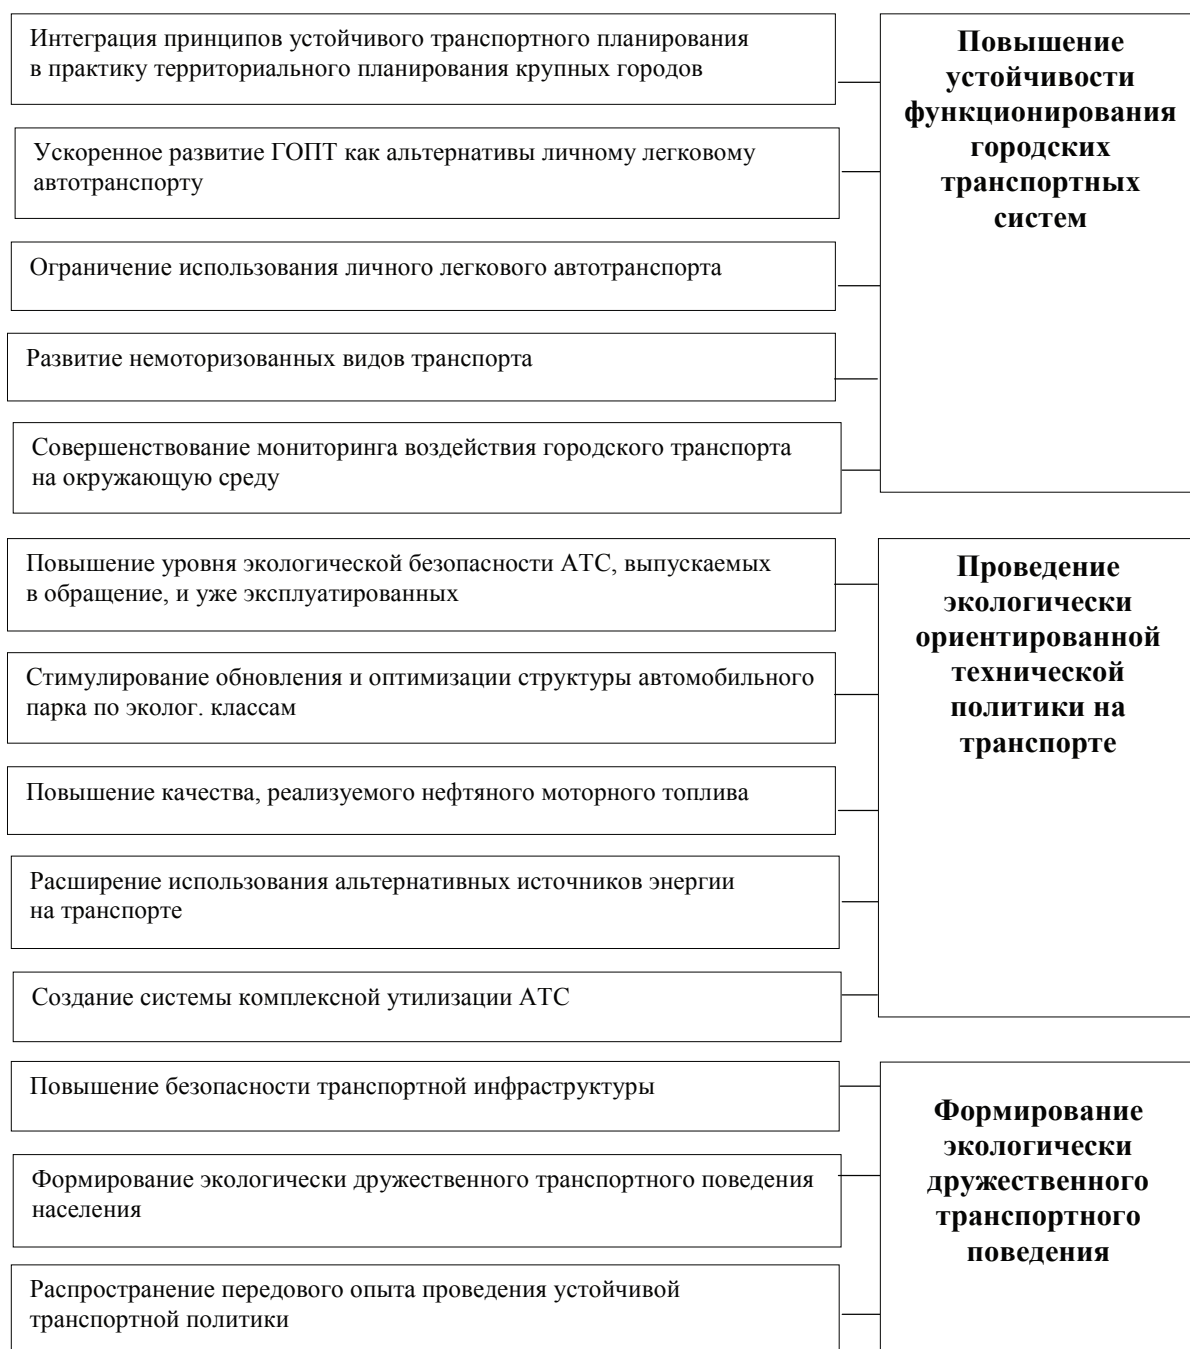 Интеграция принципов устойчивого транспортного планирования
в практику территориального планирования крупных городов
Ускоренное развитие ГОПТ как альтернативы личному легковому
автотранспорту
Ограничение использования личного легкового автотранспорта
Развитие немоторизованных видов транспорта
Совершенствование мониторинга воздействия городского транспорта
на окружающую среду
Повышение
устойчивости
функционирования
городских
транспортных
систем
Повышение уровня экологической безопасности АТС, выпускаемых
в обращение, и уже эксплуатированных
Стимулирование обновления и оптимизации структуры автомобильного
парка по эколог. классам
Повышение качества, реализуемого нефтяного моторного топлива
Расширение использования альтернативных источников энергии
на транспорте
Создание системы комплексной утилизации АТС
Проведение
экологически
ориентированной
технической
политики на
транспорте
Повышение безопасности транспортной инфраструктуры
Формирование экологически дружественного транспортного поведения
населения
Распространение передового опыта проведения устойчивой
транспортной политики
Формирование
экологически
дружественного
транспортного
поведения